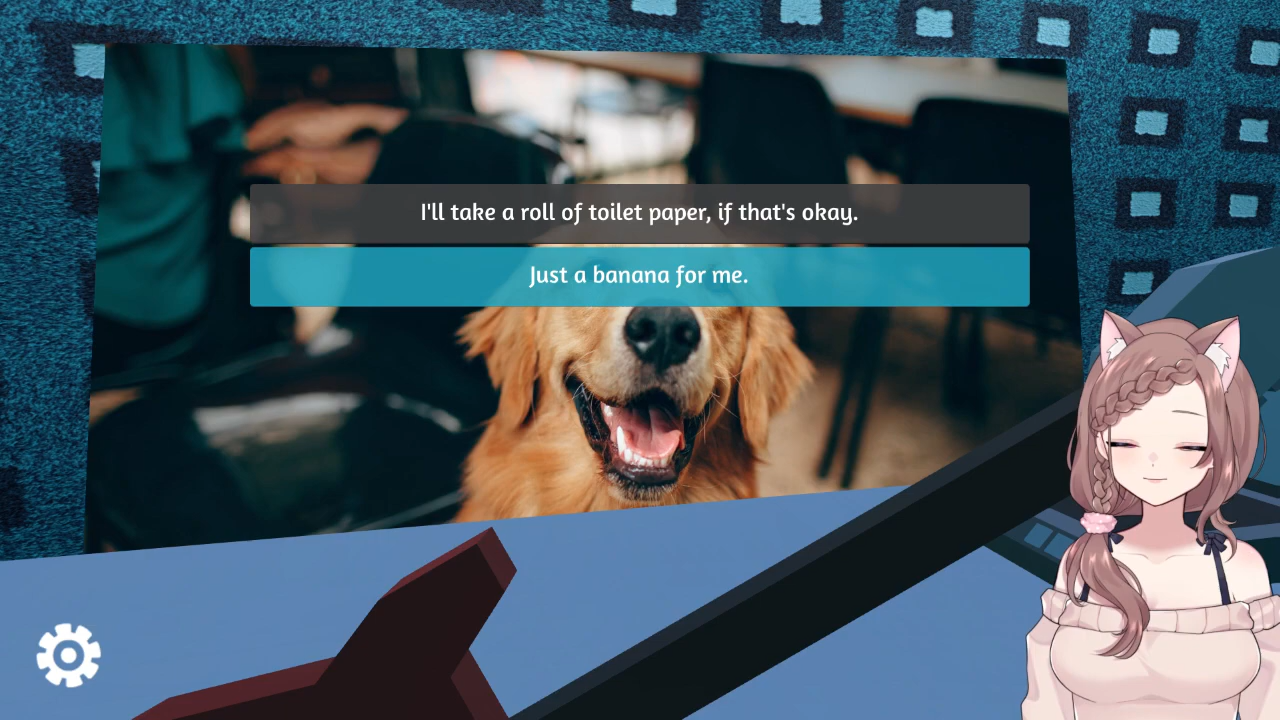 I'll take a roll of toilet paper, if that's okay.
Just a banana for me.